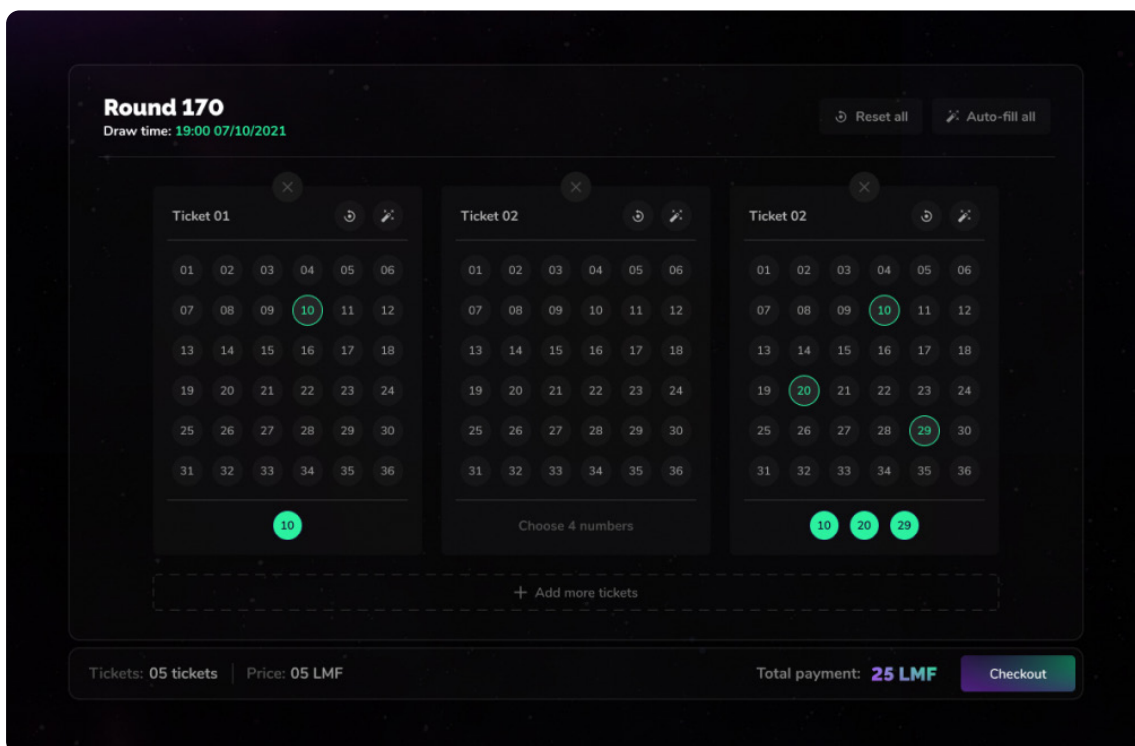 Round 170
Draw time: 19:00 07/10/2021
Reset all
Auto-fill all
Ticket 01
01 02 03 04 05 06
07 08 09 10 11 12
13 14 15 16 17 18
19 20 21 22 23 24
25 26 27 28 29 30
31 32 33 34 35 36
10
Ticket 02
01 02 03 04 05 06
07 08 09 10 11 12
13 14 15 16 17 18
19 20 21 22 23 24
25 26 27 28 29 30
31 32 33 34 35 36
Choose 4 numbers
Ticket 02
01 02 03 04 05 06
07 08 09 10 11 12
13 14 15 16 17 18
19 20 21 22 23 24
25 26 27 28 29 30
31 32 33 34 35 36
10 20 29
+ Add more tickets
Tickets: 05 tickets | Price: 05 LMF
Total payment: 25 LMF
Checkout